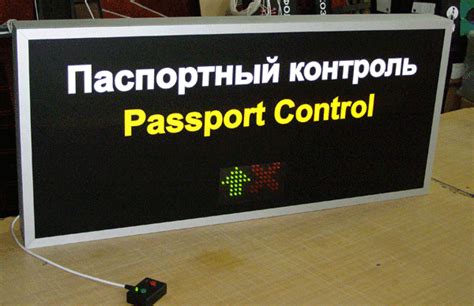 Паспортный контроль
Passport Control